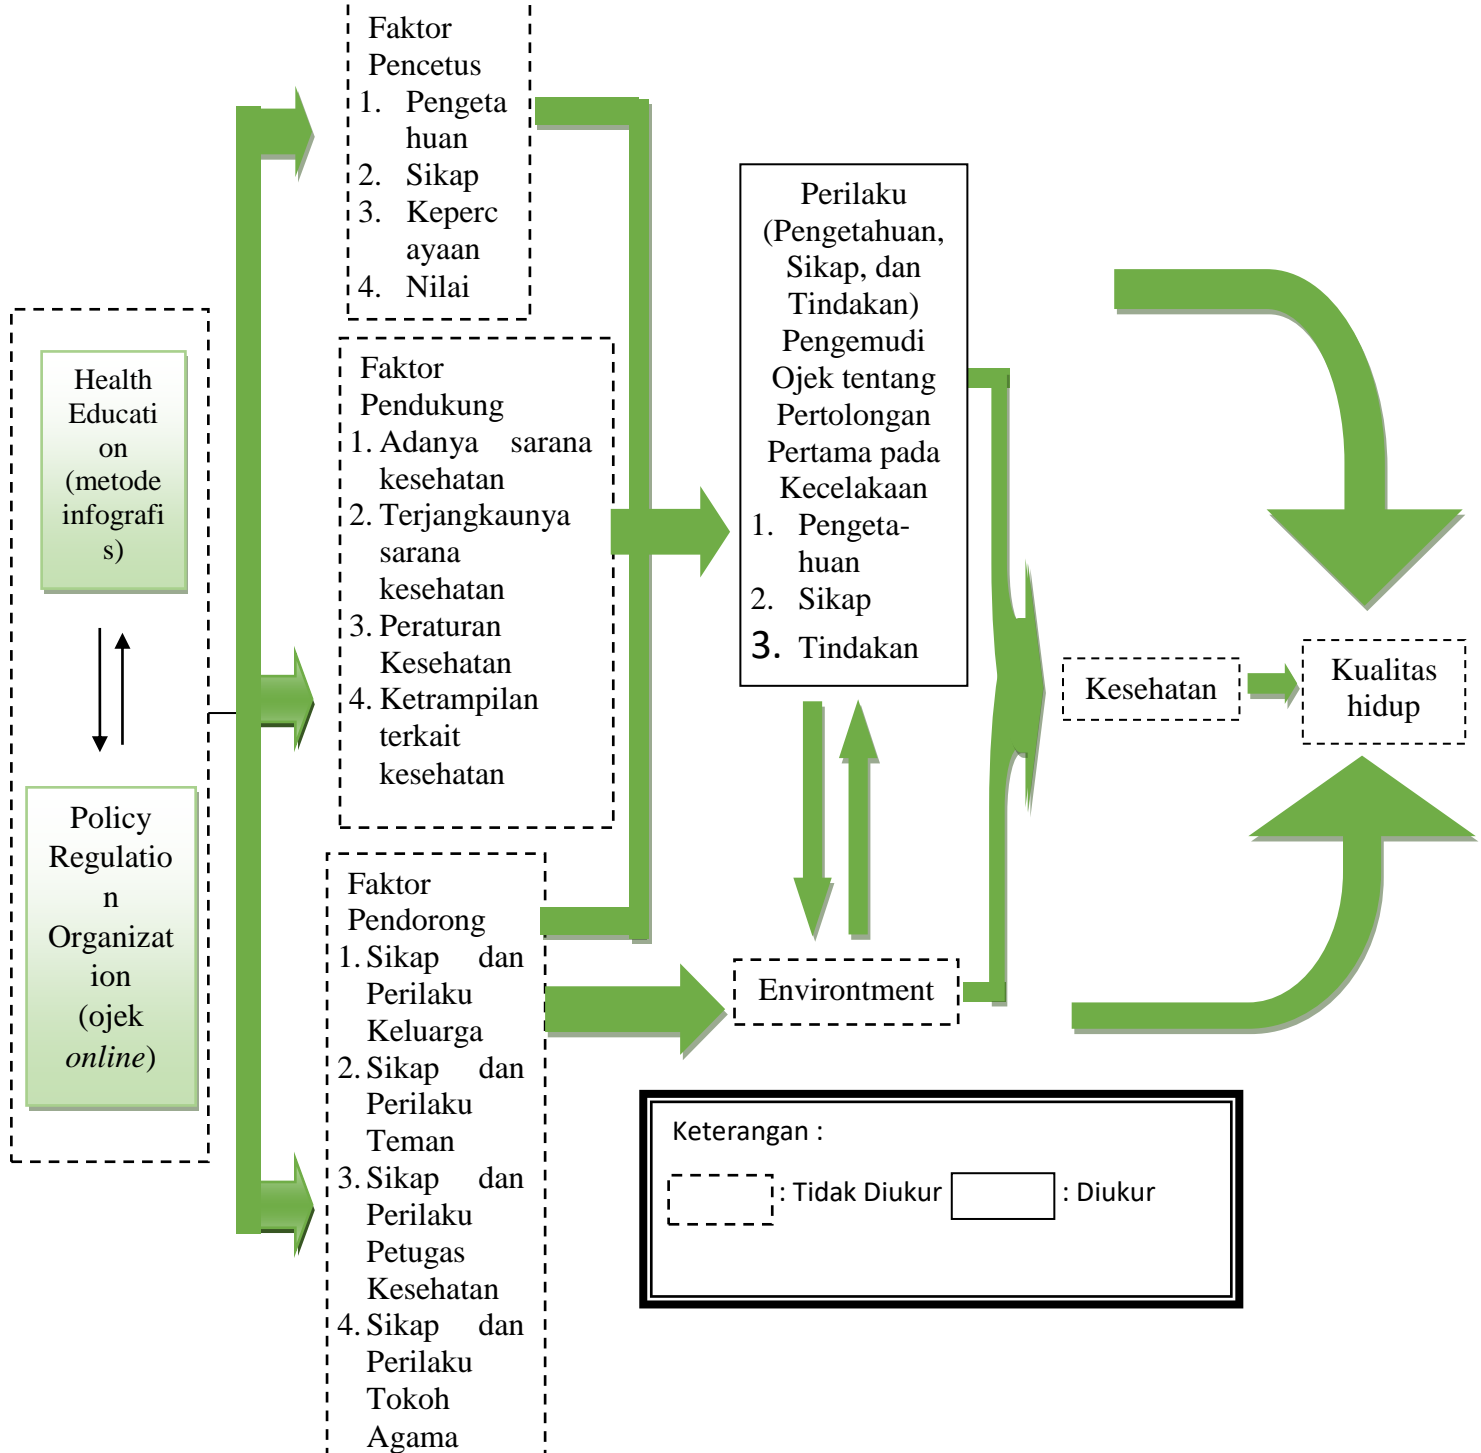 Faktor
Pencetus
1. Pengeta
huan
2. Sikap
3. Keperc
ayaan
4. Nilai
Health
Educati
on
(metode
infografi
s)
Policy
Regulatio
n
Organizat
ion
(ojek
online)
Faktor
Pendukung
1. Adanya sarana
kesehatan
2. Terjangkaunya
sarana
kesehatan
3. Peraturan
Kesehatan
4. Ketrampilan
terkait
kesehatan
Faktor
Pendorong
1. Sikap dan
Perilaku
Keluarga
2. Sikap dan
Perilaku
Teman
3. Sikap dan
Perilaku
Petugas
Kesehatan
4. Sikap dan
Perilaku
Tokoh
Agama
Perilaku
(Pengetahuan,
Sikap, dan
Tindakan)
Pengemudi
Ojek tentang
Pertolongan
Pertama pada
Kecelakaan
1. Pengeta-
huan
2. Sikap
3. Tindakan
Environtment
Kesehatan
Kualitas
hidup
Keterangan :
: Tidak Diukur : Diukur